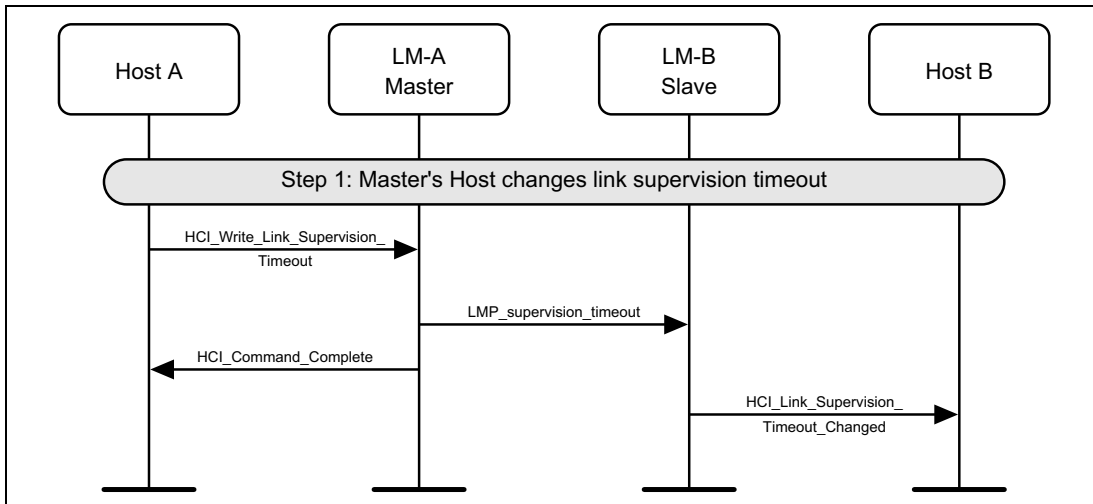 Host A
LM-A
Master
LM-B
Slave
Host B
Step 1: Master's Host changes link supervision timeout
HCI_Write_Link_Supervision_
Timeout
LMP_supervision_timeout
HCI_Command_Complete
HCI_Link_Supervision_
Timeout_Changed